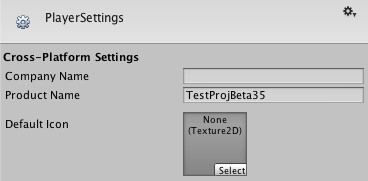 PlayerSettings
Cross-Platform Settings
Company Name
Product Name TestProjBeta35
Default Icon
None
(Texture2D)
Select